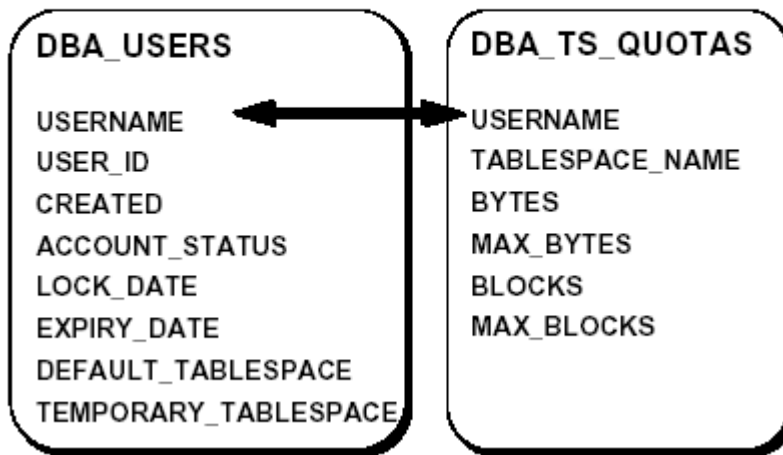 DBA_USERS
USERNAME
USER_ID
CREATED
ACCOUNT_STATUS
LOCK_DATE
EXPIRY_DATE
DEFAULT_TABLESPACE
TEMPORARY_TABLESPACE
DBA_TS_QUOTAS
USERNAME
TABLESPACE_NAME
BYTES
MAX_BYTES
BLOCKS
MAX_BLOCKS